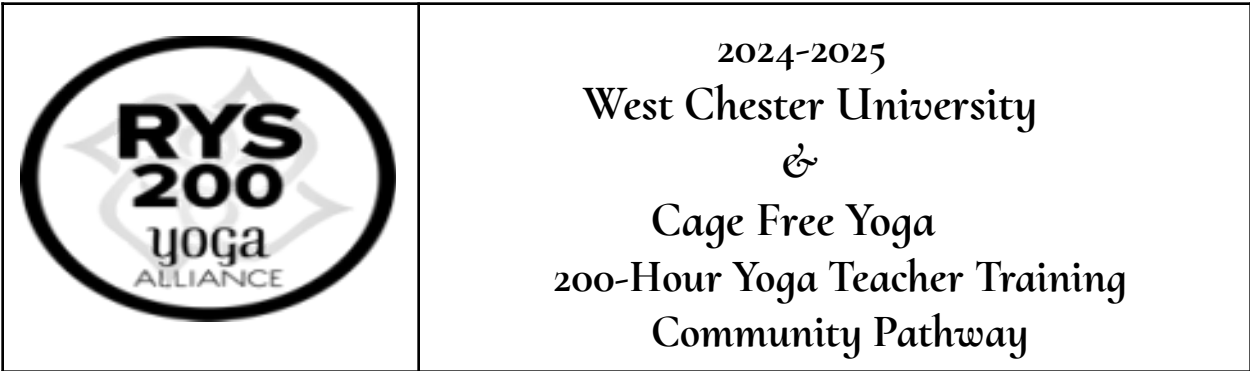 RYS
200
yoga
ALLIANCE
2024-2025
West Chester University
&
Cage Free Yoga
200-Hour Yoga Teacher Training
Community Pathway